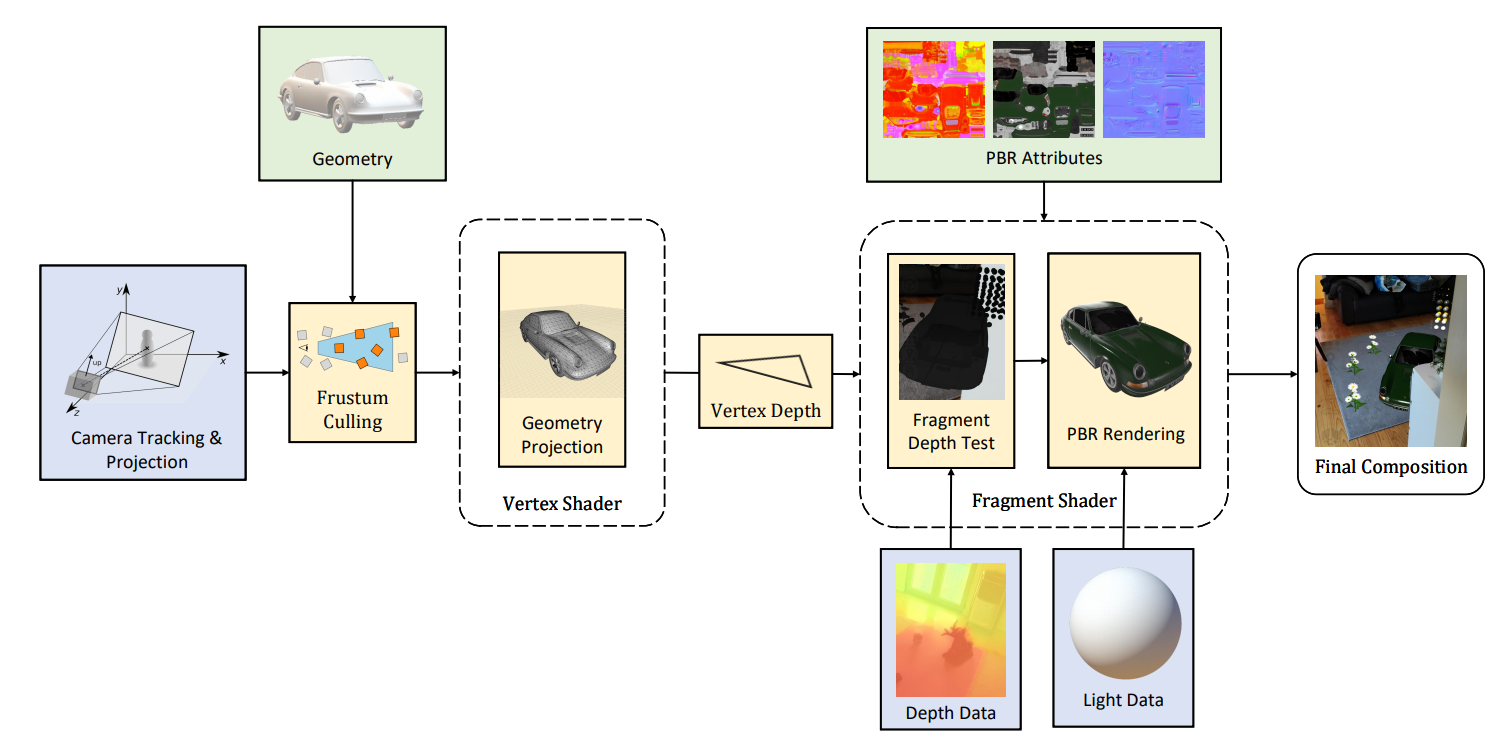 Geometry
PBR Attributes
y
x
up
z
Camera Tracking &
Projection
Frustum
Culling
Geometry
Projection
Vertex Shader
Vertex Depth
Fragment
Depth Test
PBR Rendering
Fragment Shader
Final Composition
Depth Data
Light Data